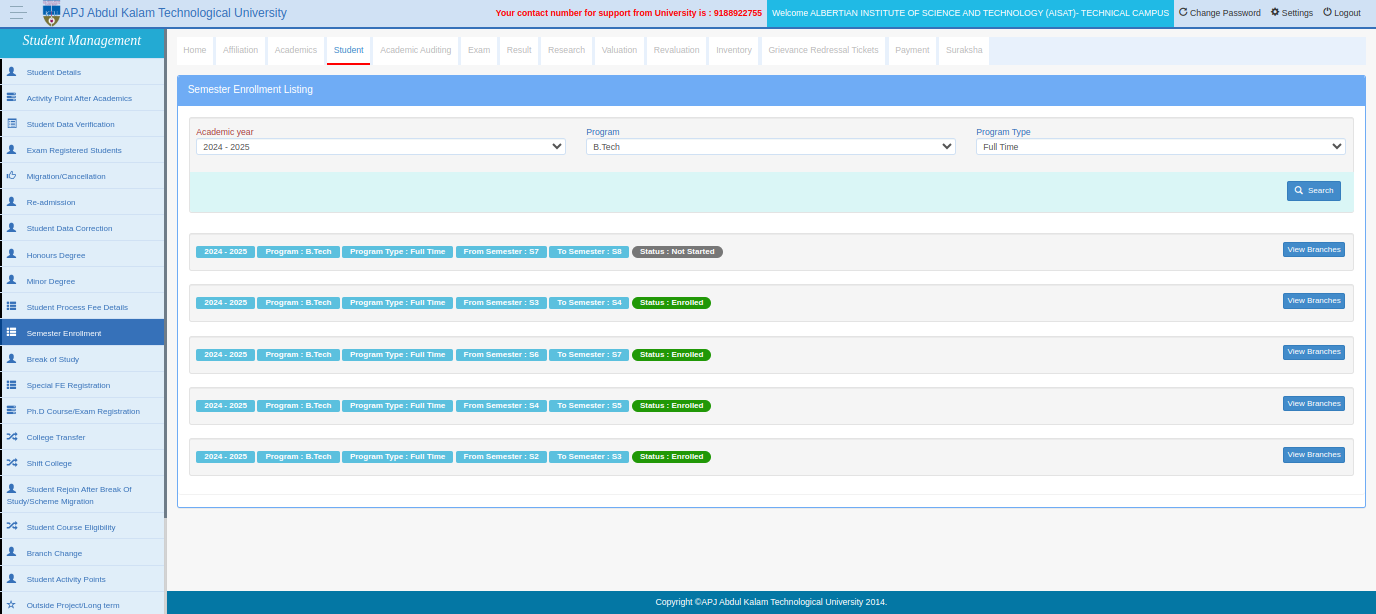 APJ Abdul Kalam Technological University
Your contact number for support from University is : 9188922755
Welcome ALBERTIAN INSTITUTE OF SCIENCE AND TECHNOLOGY (AISAT)- TECHNICAL CAMPUS
Change Password
Settings
Logout
Student Management
Student Details
Activity Point After Academics
Student Data Verification
Exam Registered Students
Migration/Cancellation
Re-admission
Student Data Correction
Honours Degree
Minor Degree
Student Process Fee Details
Semester Enrollment
Break of Study
Special FE Registration
Ph.D Course/Exam Registration
College Transfer
Shift College
Student Rejoin After Break Of
Study/Scheme Migration
Student Course Eligibility
Branch Change
Student Activity Points
Outside Project/Long term
Home Affiliation Academics Student Academic Auditing Exam Result Research Valuation Revaluation Inventory Grievance Redressal Tickets Payment Suraksha
Semester Enrollment Listing
Academic year Program Program Type
2024 - 2025 B.Tech Full Time
Search
2024 - 2025 Program : B.Tech Program Type : Full Time From Semester : S7 To Semester : S8 Status : Not Started View Branches
2024 - 2025 Program : B.Tech Program Type : Full Time From Semester : S3 To Semester : S4 Status : Enrolled View Branches
2024 - 2025 Program : B.Tech Program Type : Full Time From Semester : S6 To Semester : S7 Status : Enrolled View Branches
2024 - 2025 Program : B.Tech Program Type : Full Time From Semester : S4 To Semester : S5 Status : Enrolled View Branches
2024 - 2025 Program : B.Tech Program Type : Full Time From Semester : S2 To Semester : S3 Status : Enrolled View Branches
Copyright ©APJ Abdul Kalam Technological University 2014.